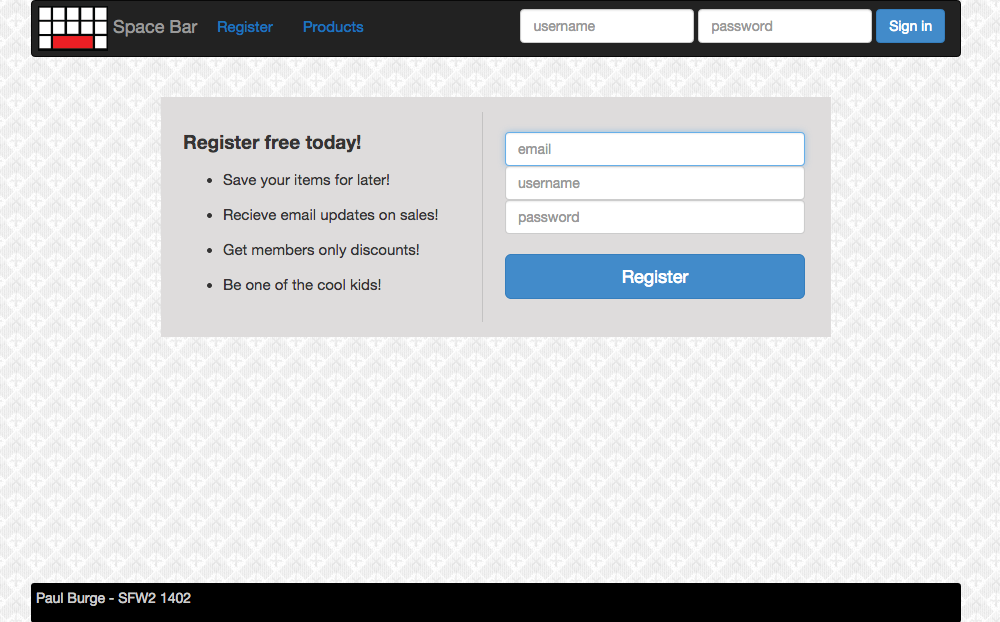 Space Bar Register Products username password Sign in
Register free today!
Save your items for later!
Recieve email updates on sales!
Get members only discounts!
Be one of the cool kids!
email
username
password
Register
Paul Burge - SFW2 1402